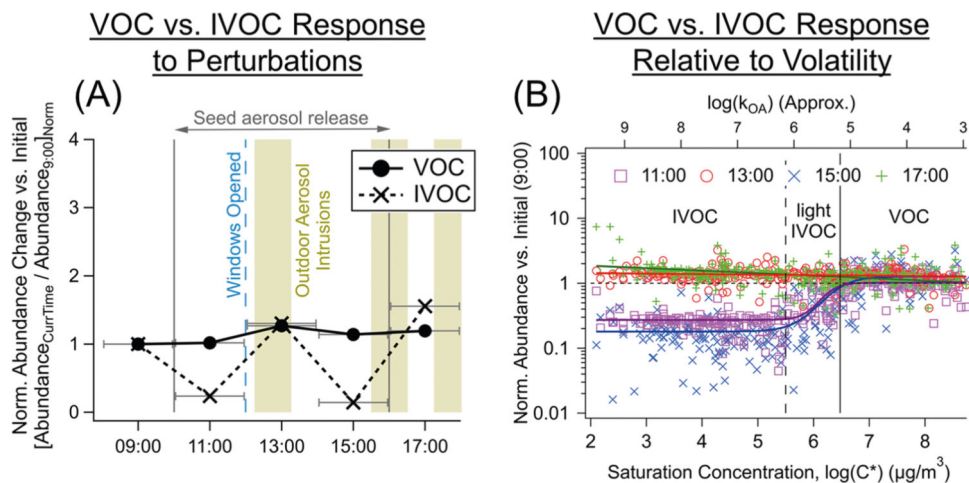 VOC vs. IVOC Response
to Perturbations
(A)
Seed aerosol release
Norm. Abundance Change vs. Initial
[Abundance_CurrTime / Abundance_9:00]_Norm
4
3
2
1
0
Windows Opened
Outdoor Aerosol
Intrusions
VOC
IVOC
09:00 11:00 13:00 15:00 17:00
VOC vs. IVOC Response
Relative to Volatility
(B)
log(k_OA) (Approx.)
9 8 7 6 5 4 3
Norm. Abundance vs. Initial (9:00)
100
10
1
0.1
0.01
11:00 13:00 15:00 17:00
IVOC
light
IVOC
VOC
2 3 4 5 6 7 8
Saturation Concentration, log(C*) (µg/m³)